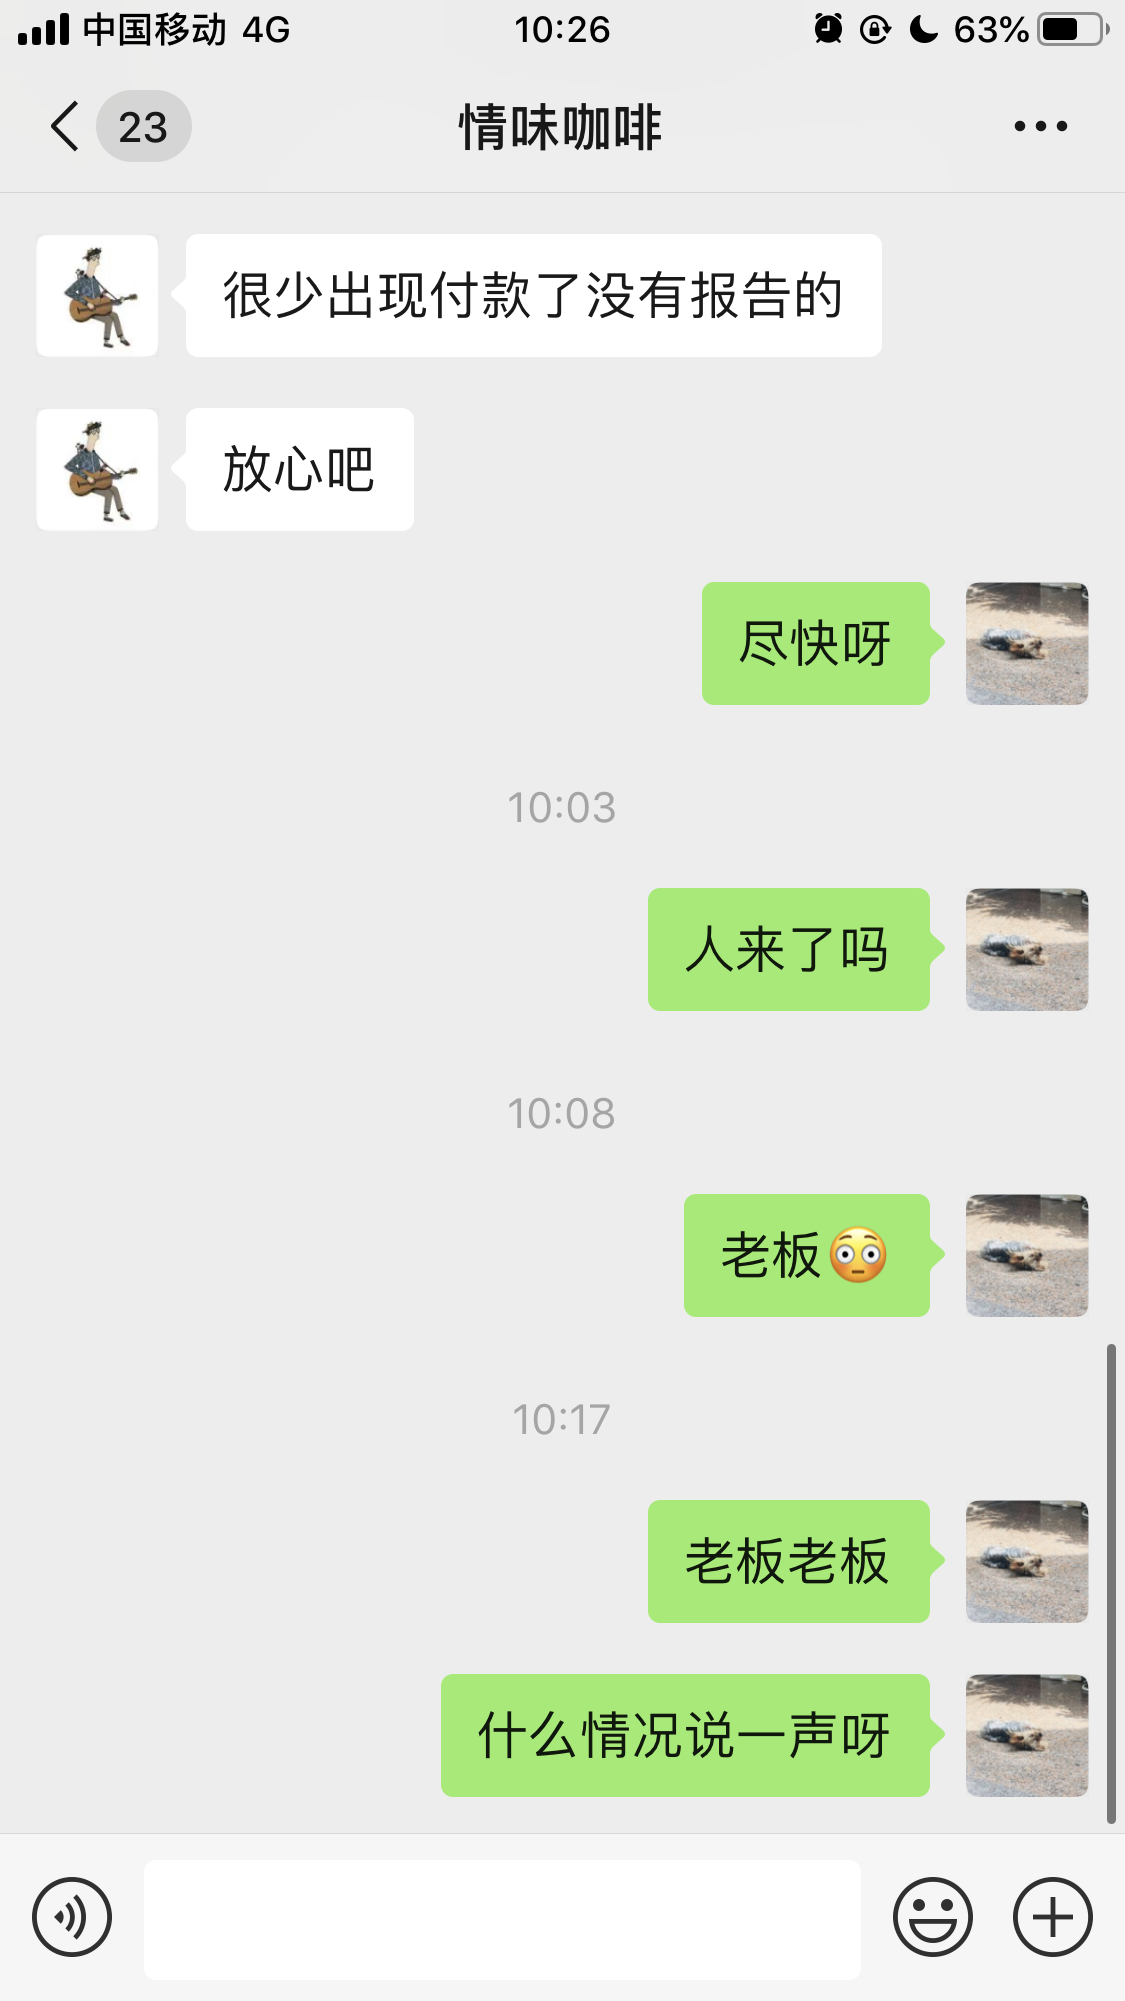 中国移动 4G 10:26 63%
23 情味咖啡
很少出现付款了没有报告的
放心吧
尽快呀
10:03
人来了吗
10:08
老板😳
10:17
老板老板
什么情况说一声呀